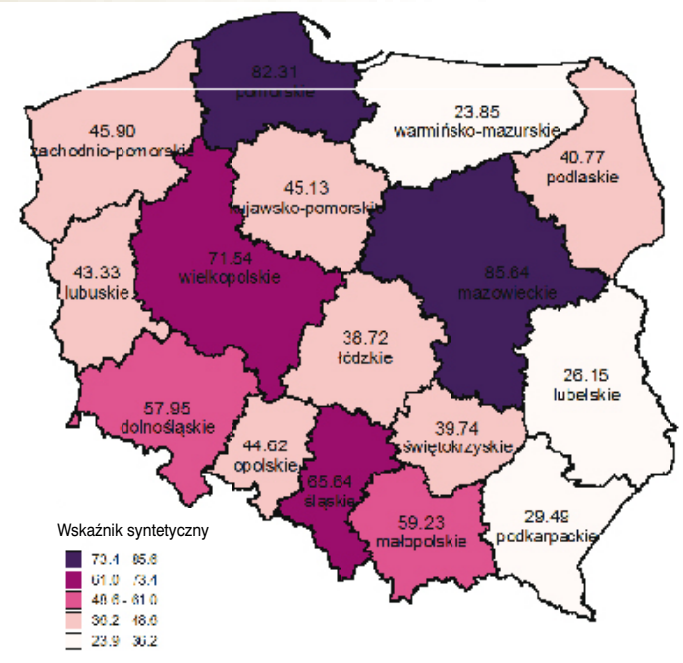 82.31
pomorskie
23.85
warmińsko-mazurskie
45.90
zachodnio-pomorskie
40.77
podlaskie
45.13
kujawsko-pomorskie
71.54
wielkopolskie
85.64
mazowieckie
43.33
lubuskie
38.72
łódzkie
26.15
lubelskie
57.95
dolnośląskie
39.74
świętokrzyskie
44.62
opolskie
65.64
śląskie
29.49
podkarpackie
59.23
małopolskie
Wskaźnik syntetyczny
73.4 85.6
61.0 73.4
48.6 - 61.0
36.2 48.6
23.9 36.2